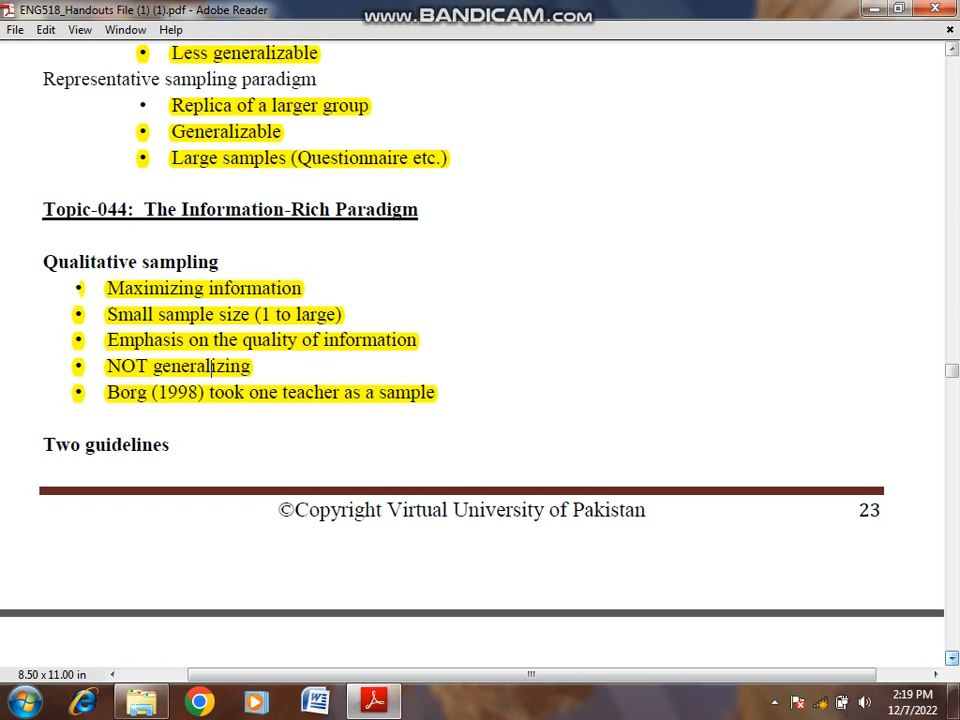 ENG518_Handouts File (1) (1).pdf - Adobe Reader
WWW.BANDICAM.COM
File Edit View Window Help
• Less generalizable
Representative sampling paradigm
• Replica of a larger group
• Generalizable
• Large samples (Questionnaire etc.)
Topic-044: The Information-Rich Paradigm
Qualitative sampling
• Maximizing information
• Small sample size (1 to large)
• Emphasis on the quality of information
• NOT generalizing
• Borg (1998) took one teacher as a sample
Two guidelines
©Copyright Virtual University of Pakistan 23
8.50 x 11.00 in
2:19 PM
12/7/2022